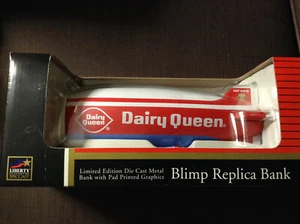 Dairy
Queen
Dairy Queen
LIBERTY
Limited Edition Die Cast Metal
Bank with Pad Printed Graphics
Blimp Replica Bank